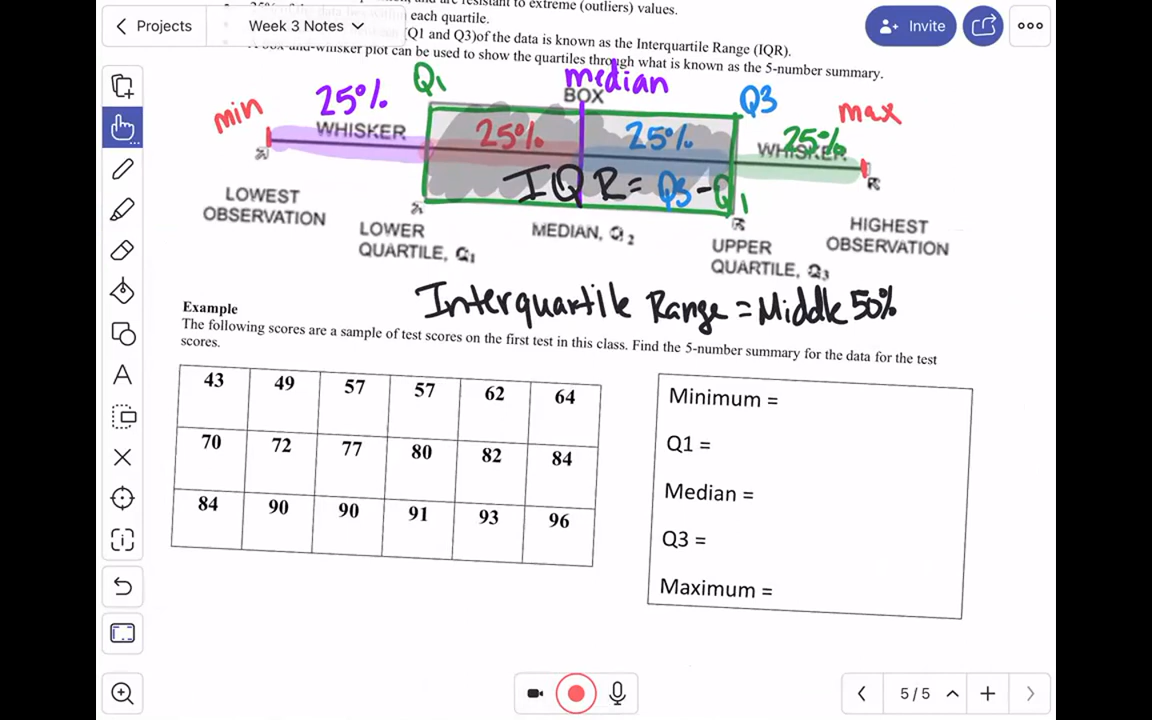 extreme (outliers) values.
Projects
Week 3 Notes
each quartile.
Invite
(Q1 and Q3)of the data is known as the Interquartile Range (IQR).
plot can be used to show the quartiles through what is known as the 5-number summary.
Q1
median
BOX
Q3
min
25%
max
WHISKER
25%
25%
25%
WHISKER
IQR = Q3 - Q1
LOWEST
OBSERVATION
LOWER
QUARTILE, Q1
MEDIAN, Q2
UPPER
QUARTILE, Q3
HIGHEST
OBSERVATION
Interquartile Range = Middle 50%
Example
The following scores are a sample of test scores on the first test in this class. Find the 5-number summary for the data for the test
scores.
43 49 57 57 62 64
70 72 77 80 82 84
84 90 90 91 93 96
Minimum =
Q1 =
Median =
Q3 =
Maximum =
5/5